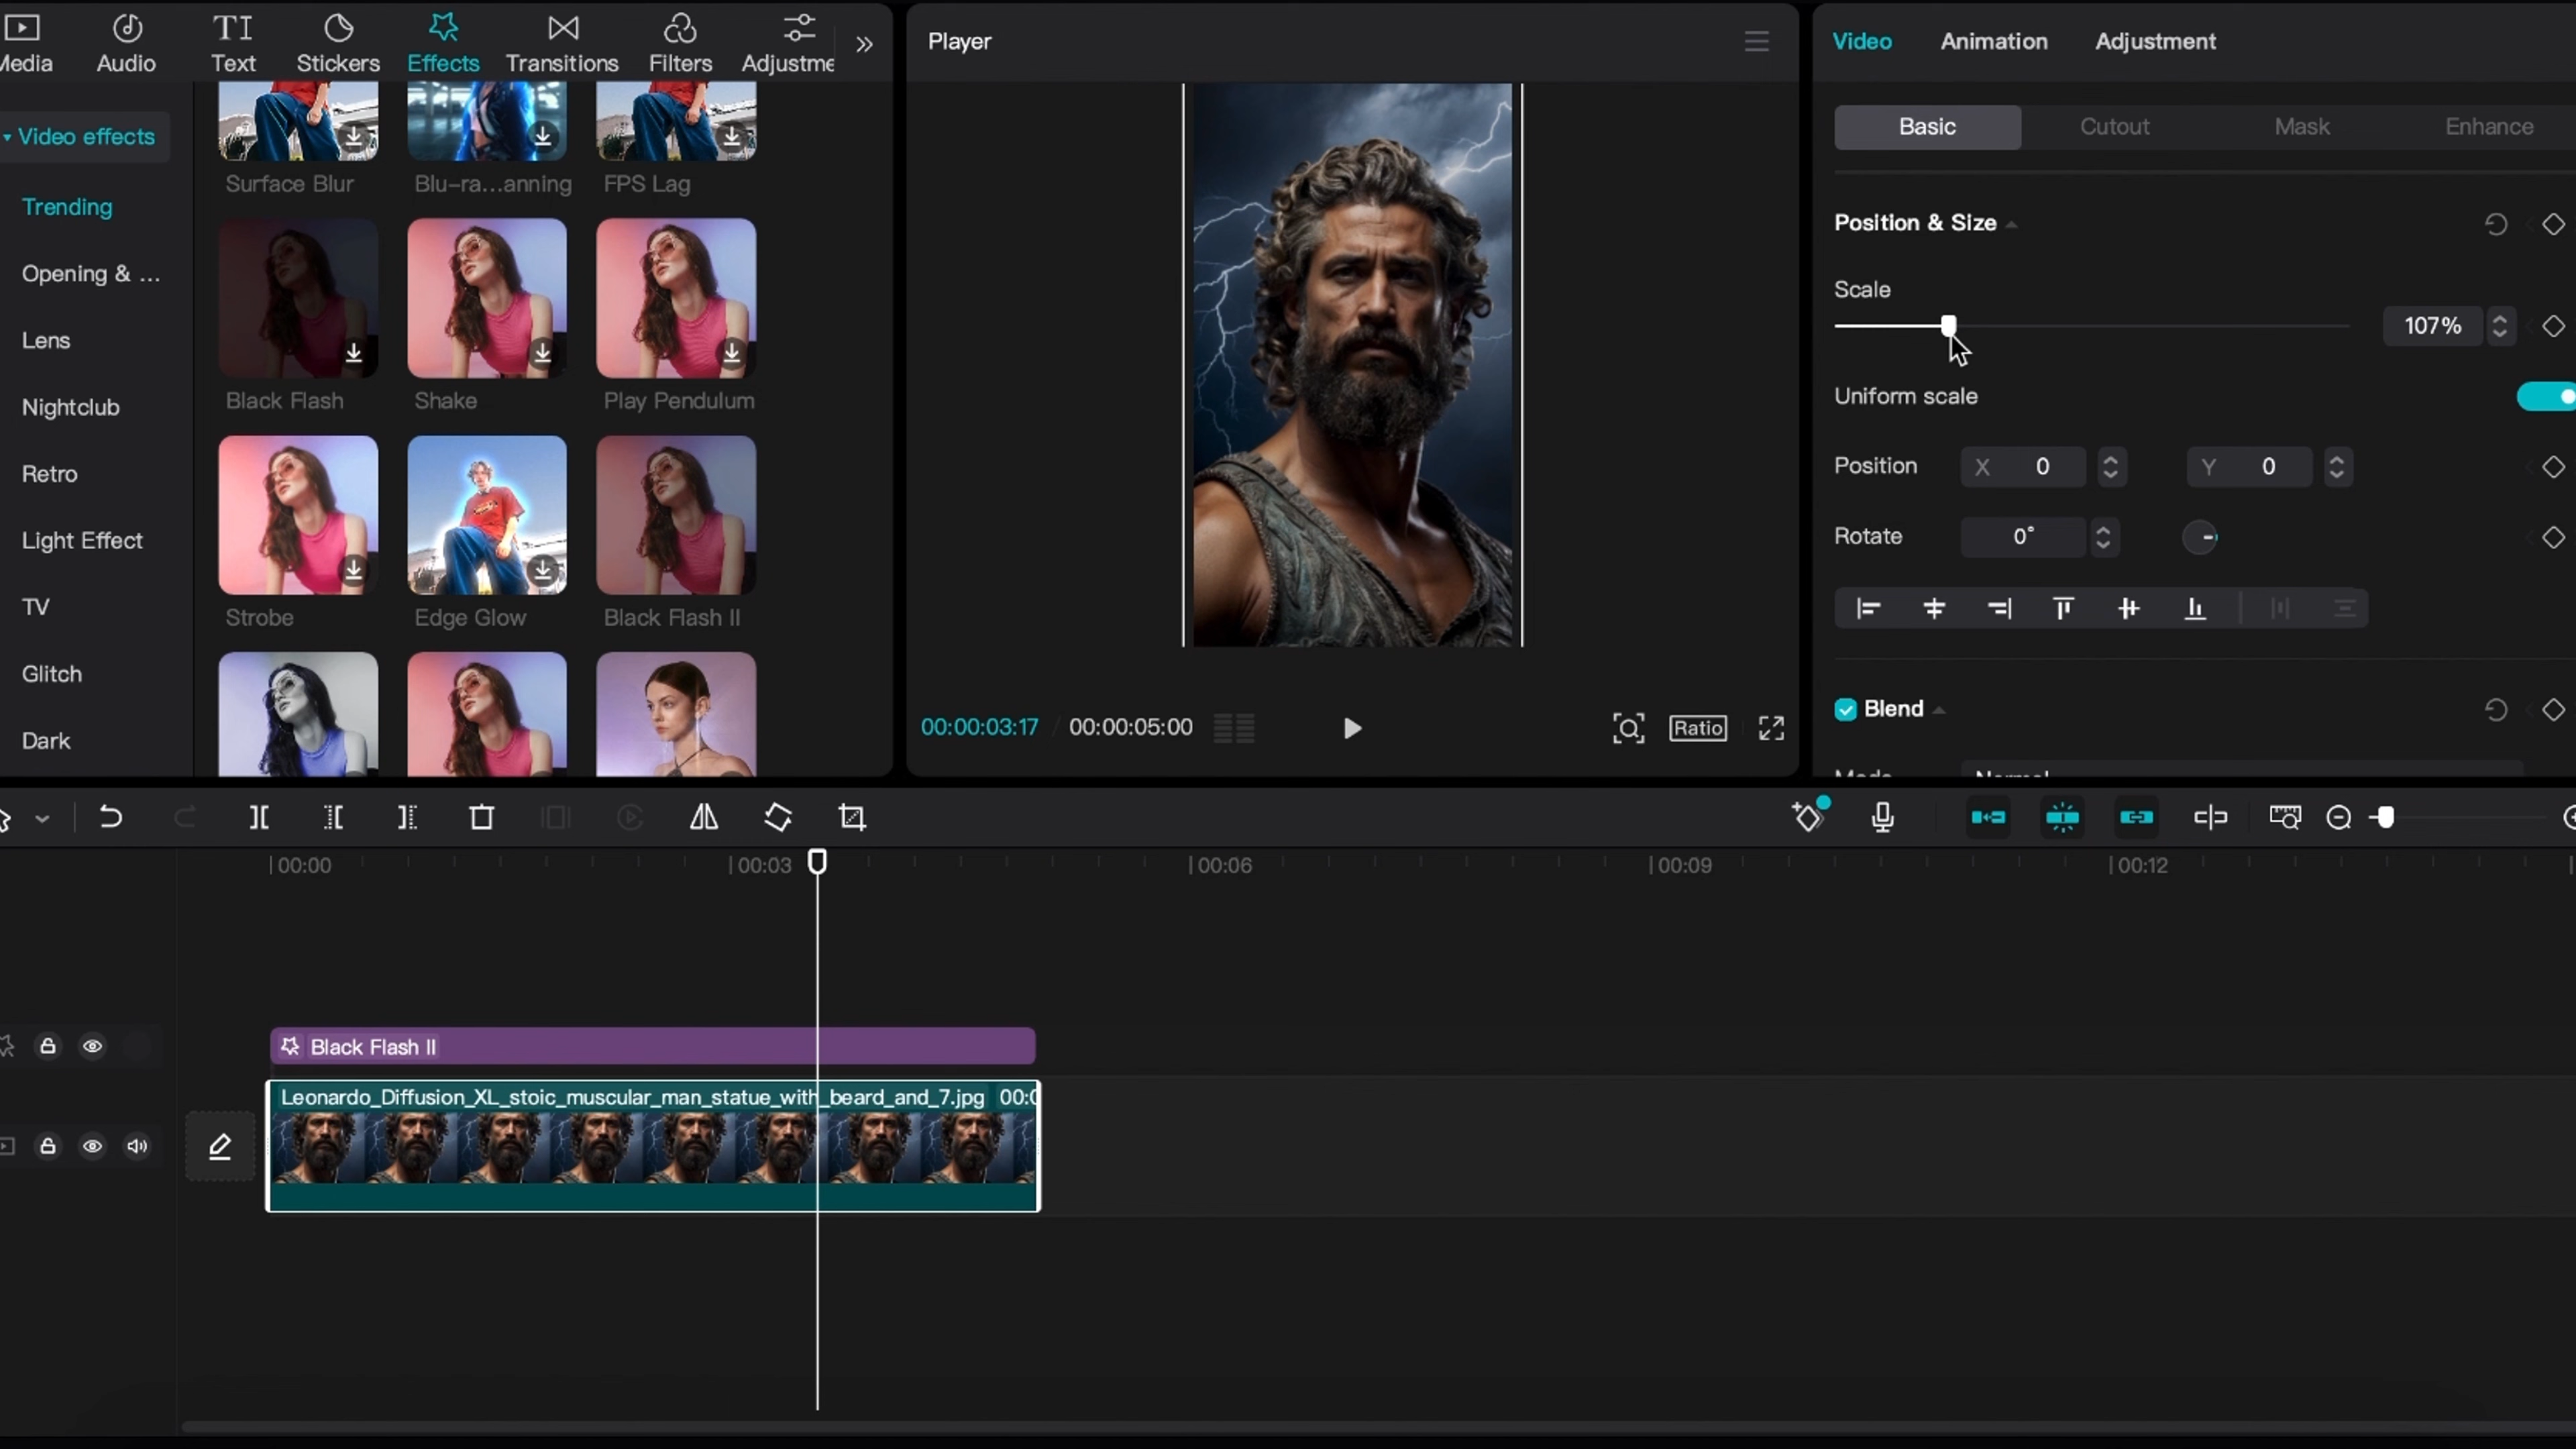 Media Audio Text Stickers Effects Transitions Filters Adjustme
Player
Video Animation Adjustment
Video effects
Trending
Opening & ...
Lens
Nightclub
Retro
Light Effect
TV
Glitch
Dark
Surface Blur Blu-ra...anning FPS Lag
Black Flash Shake Play Pendulum
Strobe Edge Glow Black Flash II
00:00:03:17 / 00:00:05:00
Ratio
Basic Cutout Mask Enhance
Position & Size
Scale
107%
Uniform scale
Position X 0 Y 0
Rotate 0°
Blend
Mode Normal
00:00 00:03 00:06 00:09 00:12
Black Flash II
Leonardo_Diffusion_XL_stoic_muscular_man_statue_with_beard_and_7.jpg 00:0